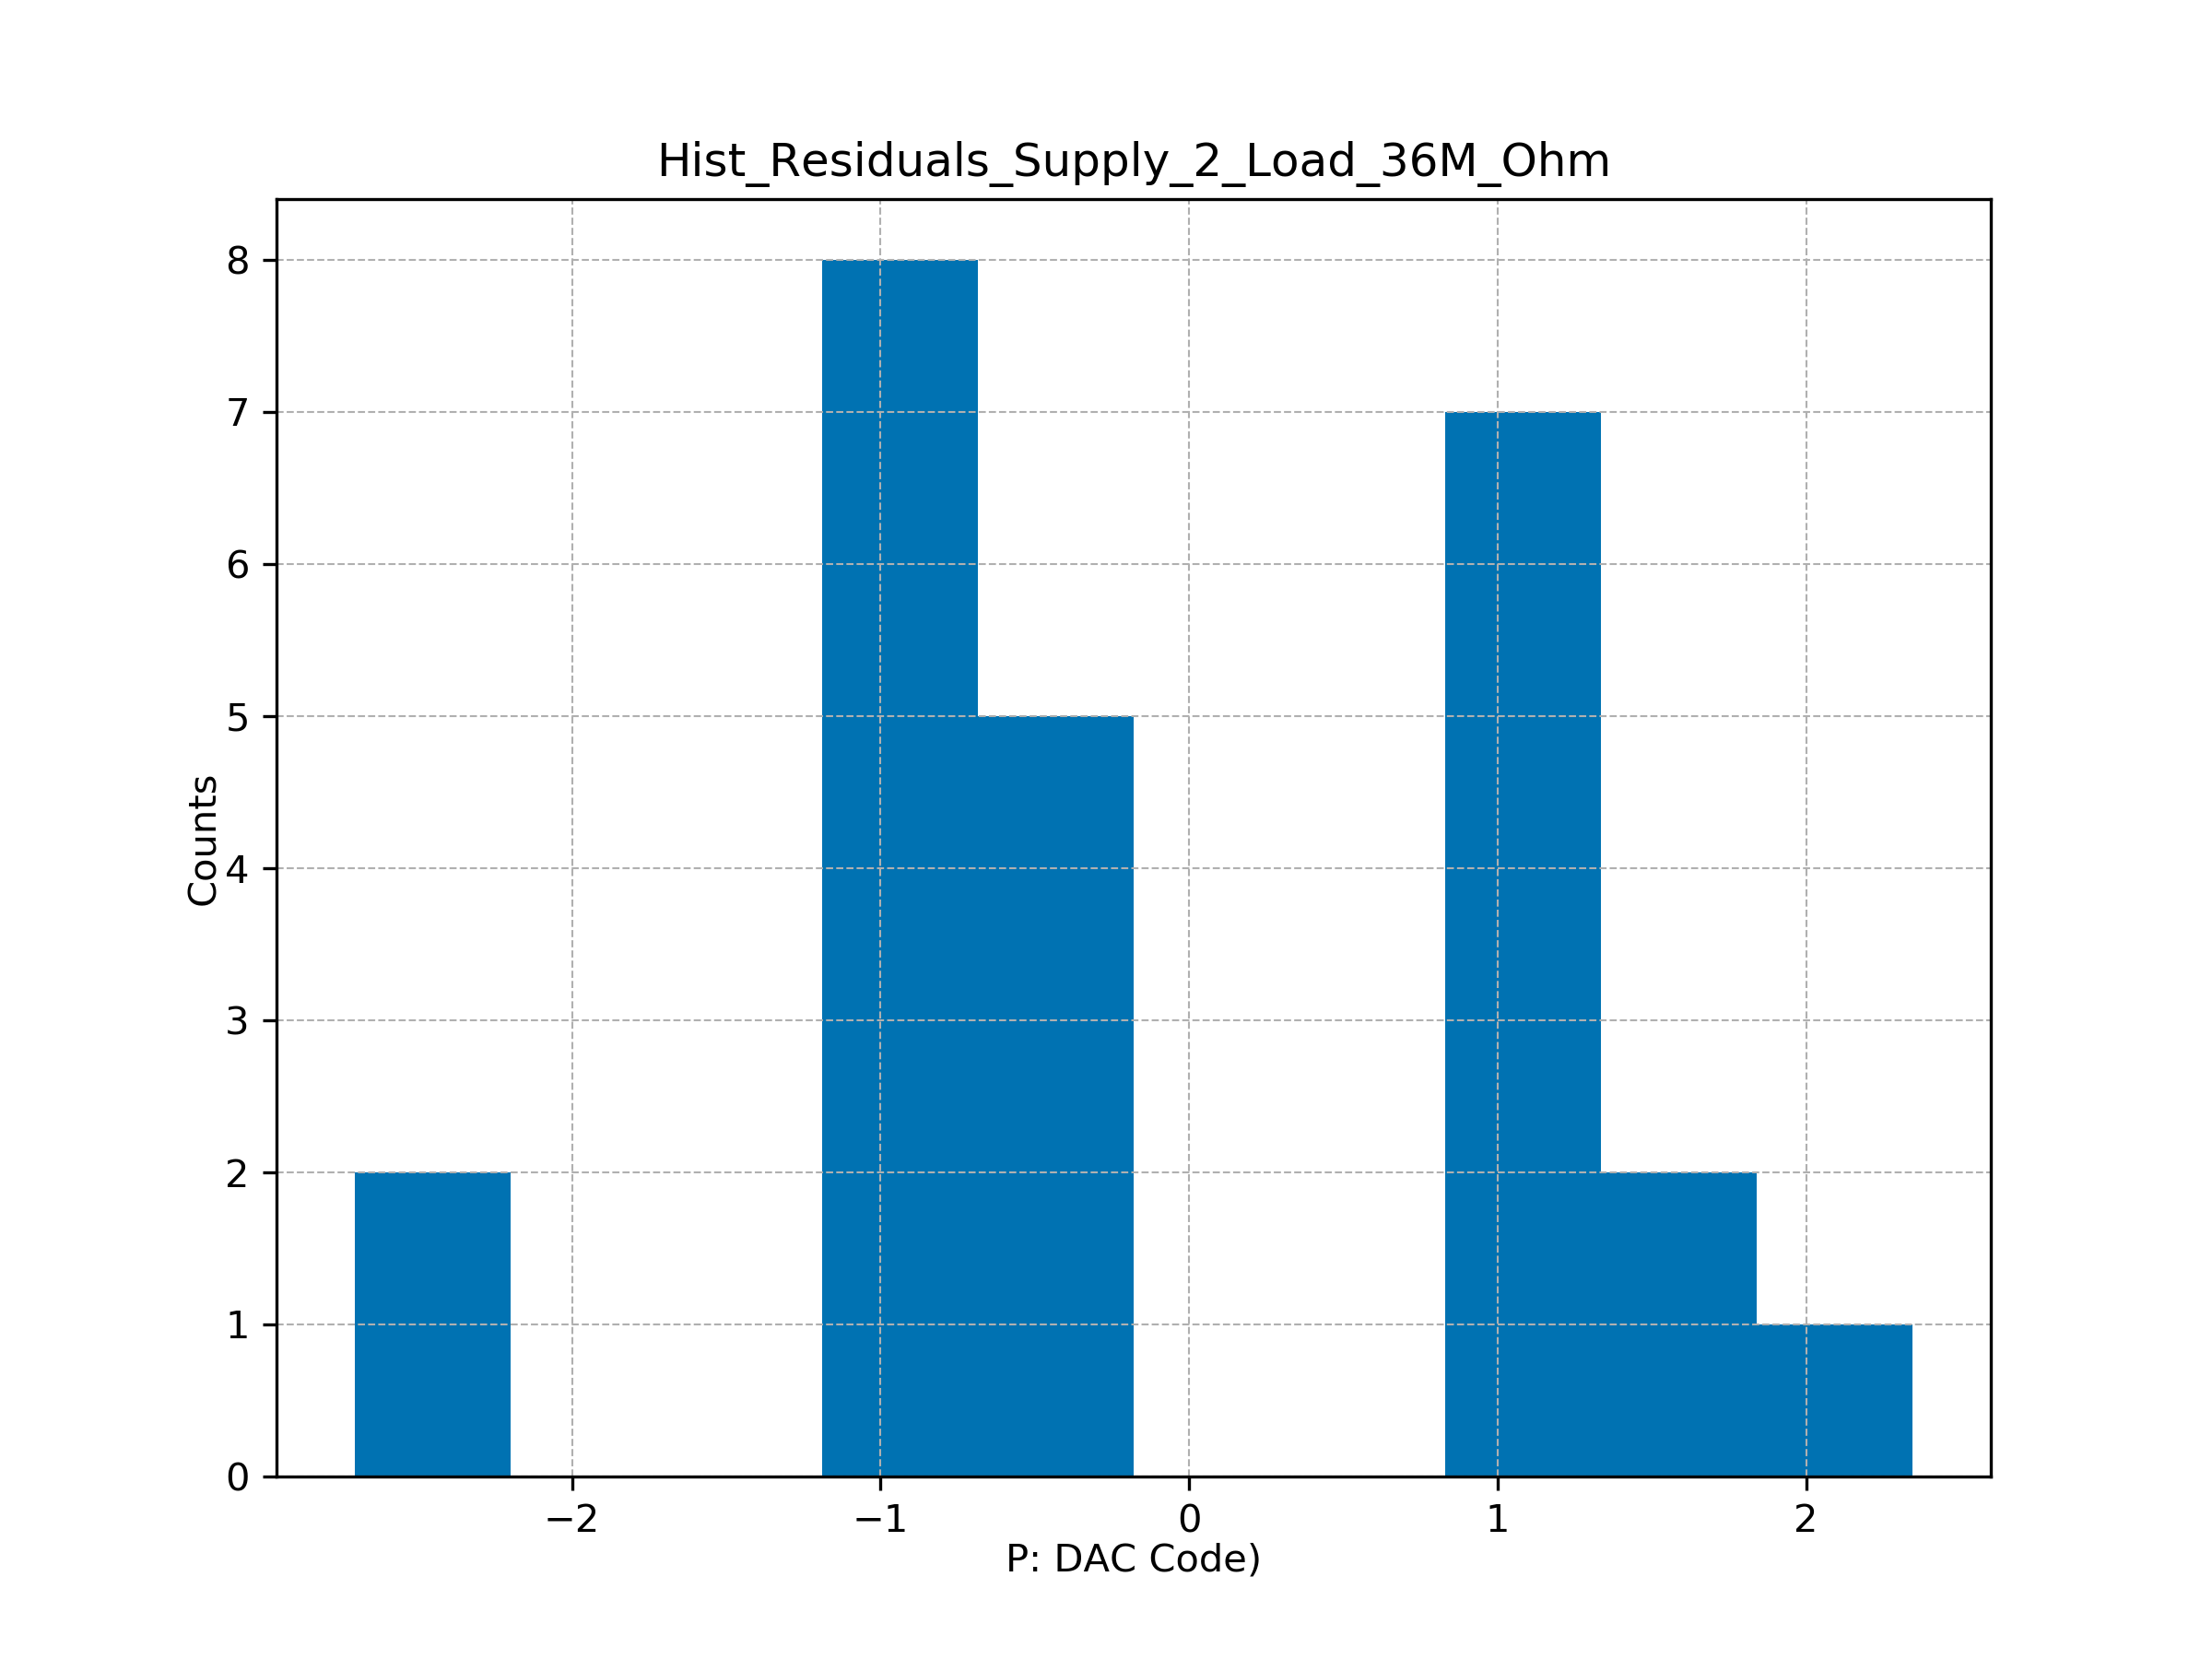 Hist_Residuals_Supply_2_Load_36M_Ohm
8
7
6
5
4
3
2
1
0
Counts
−2 −1 0 1 2
P: DAC Code)